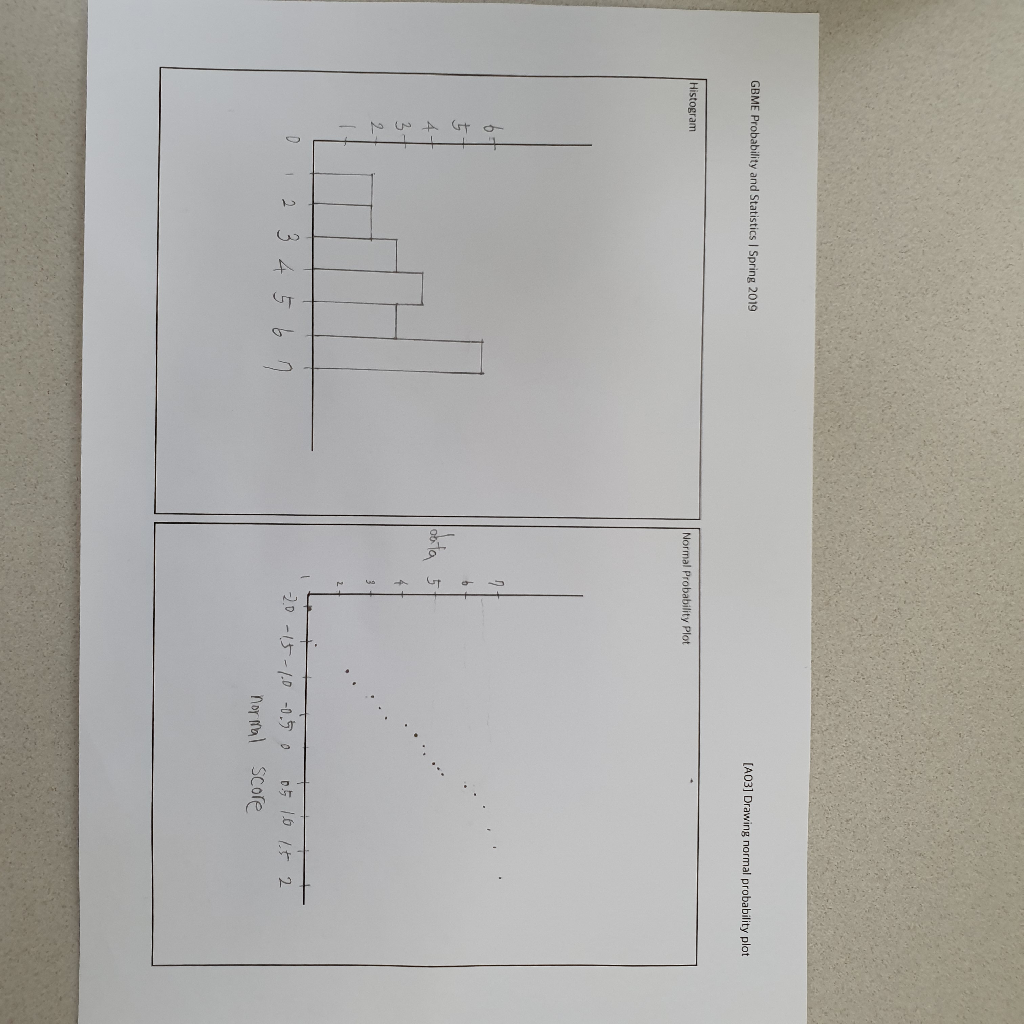 GBME Probability and Statistics | Spring 2019
[A03] Drawing normal probability plot
Histogram
6
5
4
3
2
1
0 1 2 3 4 5 6 7
Normal Probability Plot
7
6
data 5
4
3
2
1
-2.0 -1.5 -1.0 -0.5 0 0.5 1.0 1.5 2
normal score